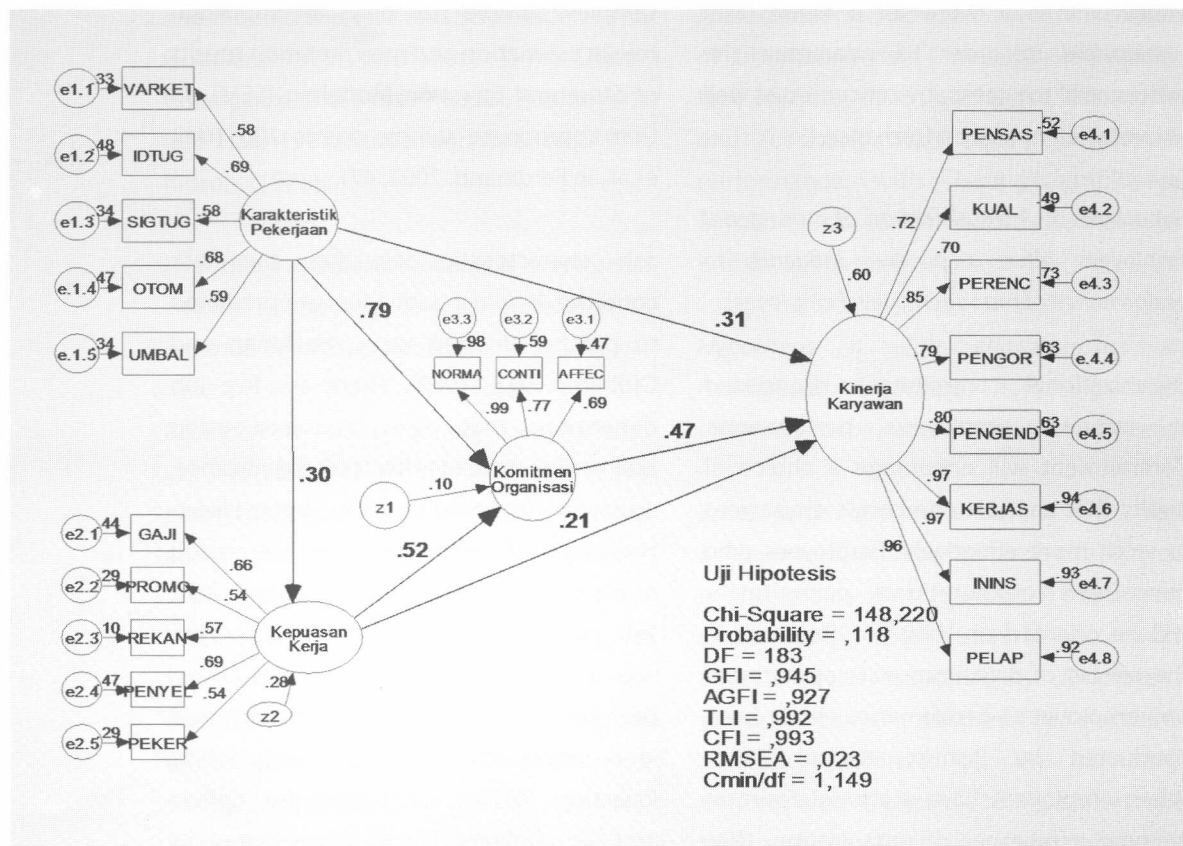 e1.1
.33
VARKET
e1.2
.48
IDTUG
e1.3
.34
SIGTUG
e.1.4
.47
OTOM
e.1.5
.34
UMBAL
.58
.69
.58
.68
.59
Karakteristik
Pekerjaan
.79
.31
.30
e3.3
e3.2
e3.1
.98
.59
.47
NORMA
CONTI
AFFEC
.99
.77
.69
Komitmen
Organisasi
z1
.10
.52
.47
.21
e2.1
.44
GAJI
e2.2
.29
PROMO
e2.3
.10
REKAN
e2.4
.47
PENYEL
e2.5
.29
PEKER
.66
.54
.57
.69
.54
Kepuasan
Kerja
.28
z2
z3
.60
Kinerja
Karyawan
.72
.70
.85
.79
.80
.97
.97
.96
PENSAS
.52
e4.1
KUAL
.49
e4.2
PERENC
.73
e4.3
PENGOR
.63
e.4.4
PENGEND
.63
e4.5
KERJAS
.94
e4.6
ININS
.93
e4.7
PELAP
.92
e4.8
Uji Hipotesis
Chi-Square = 148,220
Probability = ,118
DF = 183
GFI = ,945
AGFI = ,927
TLI = ,992
CFI = ,993
RMSEA = ,023
Cmin/df = 1,149